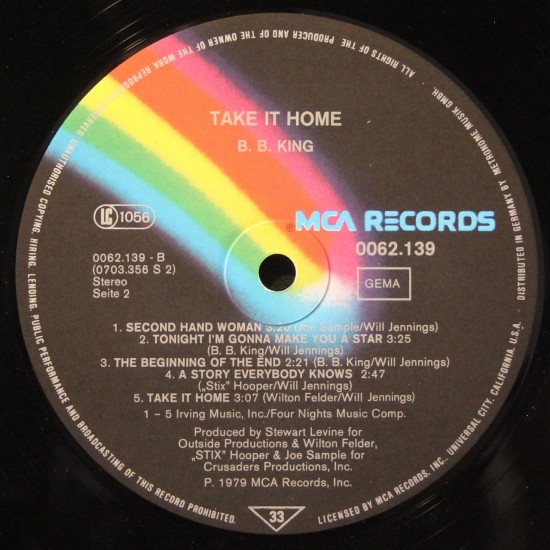 TAKE IT HOME
B. B. KING
LC 1056
® MCA RECORDS
0062.139
GEMA
0062.139 - B
(0703.356 S 2)
Stereo
Seite 2
1. SECOND HAND WOMAN 3:20 (Joe Sample/Will Jennings)
2. TONIGHT I'M GONNA MAKE YOU A STAR 3:25
(B. B. King/Will Jennings)
3. THE BEGINNING OF THE END 2:21 (B. B. King/Will Jennings)
4. A STORY EVERYBODY KNOWS 2:47
(„Stix" Hooper/Will Jennings)
5. TAKE IT HOME 3:07 (Wilton Felder/Will Jennings)
1 – 5 Irving Music, Inc./Four Nights Music Comp.
Produced by Stewart Levine for
Outside Productions & Wilton Felder,
„STIX" Hooper & Joe Sample for
Crusaders Productions, Inc.
P. 1979 MCA Records, Inc.
33
ALL RIGHTS OF THE PRODUCER AND OF THE OWNER OF THE WORK REPRODUCED RESERVED. UNAUTHORISED COPYING, HIRING, LENDING, PUBLIC PERFORMANCE AND BROADCASTING OF THIS RECORD PROHIBITED.
LICENSED BY MCA RECORDS, INC., UNIVERSAL CITY, CALIFORNIA, U.S.A. · DISTRIBUTED IN GERMANY BY METRONOME MUSIK GMBH.